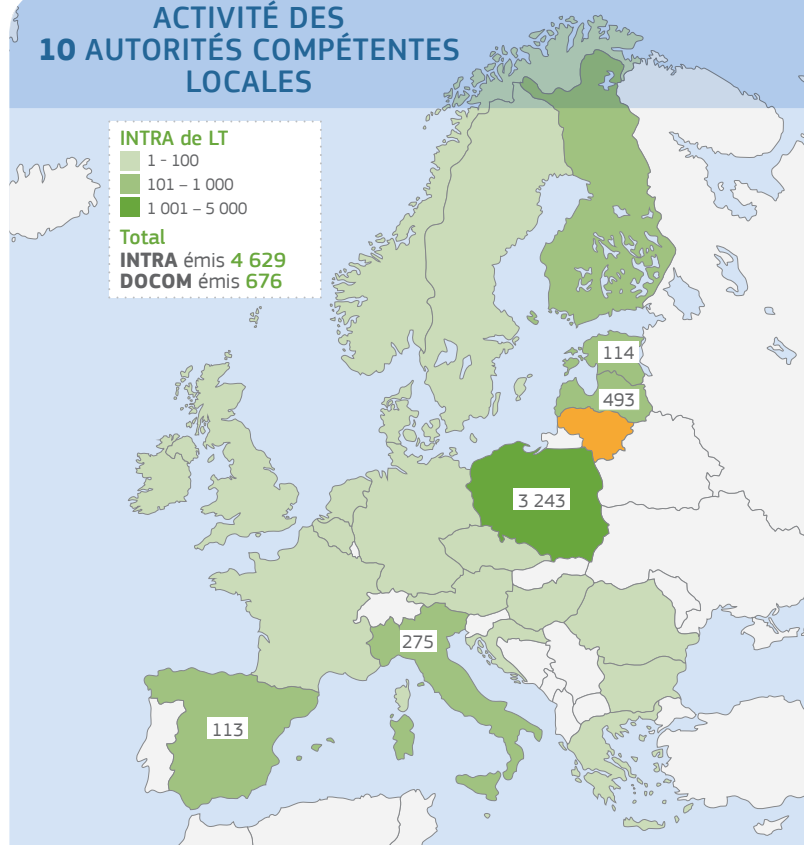 ACTIVITÉ DES
10 AUTORITÉS COMPÉTENTES
LOCALES
INTRA de LT
1 - 100
101 – 1 000
1 001 – 5 000
Total
INTRA émis 4 629
DOCOM émis 676
114
493
3 243
275
113